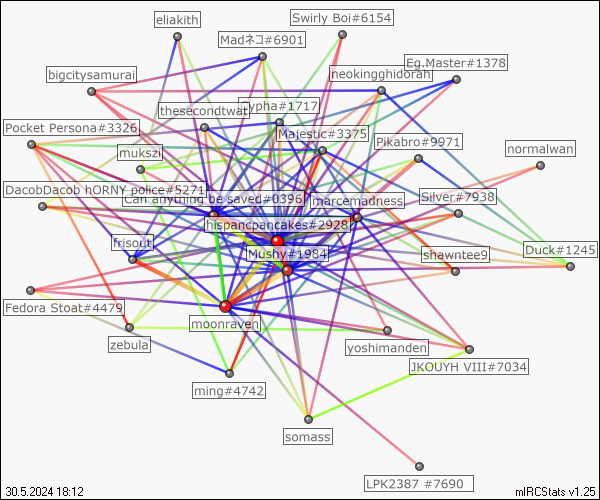 eliakith
Swirly Boi#6154
Madネコ#6901
Eg.Master#1378
bigcitysamurai
neokingghidorah
thesecondtwat
Cypha#1717
Pocket Persona#3326
Majestic#3375
Pikabro#9971
mukszi
normalwan
DacobDacob hORNY police#5271
Can anything be saved#0396
marcemadness
Silver#7938
hispancpancakes#2928
frisout
Mushy#1984
shawntee9
Duck#1245
Fedora Stoat#4479
moonraven
zebula
yoshimanden
JKOUYH VIII#7034
ming#4742
somass
LPK2387 #7690
30.5.2024 18:12
mIRCStats v1.25